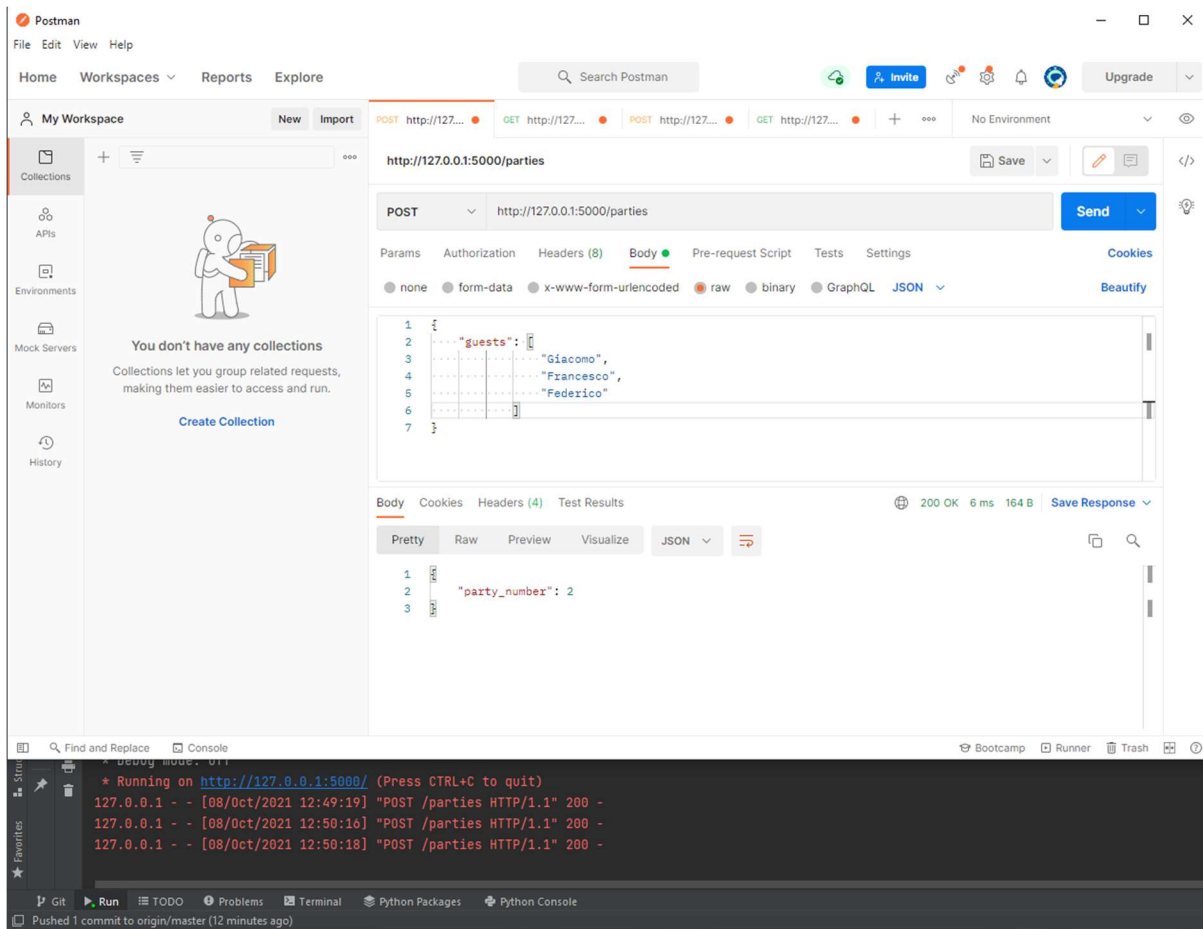 Postman
File Edit View Help
Home Workspaces Reports Explore Search Postman Invite Upgrade
My Workspace New Import POST http://127.... GET http://127.... POST http://127.... GET http://127.... + ooo No Environment
Collections
APIs
Environments
Mock Servers
Monitors
History
You don't have any collections
Collections let you group related requests,
making them easier to access and run.
Create Collection
http://127.0.0.1:5000/parties Save
POST http://127.0.0.1:5000/parties Send
Params Authorization Headers (8) Body Pre-request Script Tests Settings Cookies
none form-data x-www-form-urlencoded raw binary GraphQL JSON Beautify
1 {
2 "guests": [
3 "Giacomo",
4 "Francesco",
5 "Federico"
6 ]
7 }
Body Cookies Headers (4) Test Results 200 OK 6 ms 164 B Save Response
Pretty Raw Preview Visualize JSON
1 {
2 "party_number": 2
3 }
Find and Replace Console Bootcamp Runner Trash
* Debug mode: off
* Running on http://127.0.0.1:5000/ (Press CTRL+C to quit)
127.0.0.1 - - [08/Oct/2021 12:49:19] "POST /parties HTTP/1.1" 200 -
127.0.0.1 - - [08/Oct/2021 12:50:16] "POST /parties HTTP/1.1" 200 -
127.0.0.1 - - [08/Oct/2021 12:50:18] "POST /parties HTTP/1.1" 200 -
Favorites
Git Run TODO Problems Terminal Python Packages Python Console
Pushed 1 commit to origin/master (12 minutes ago)